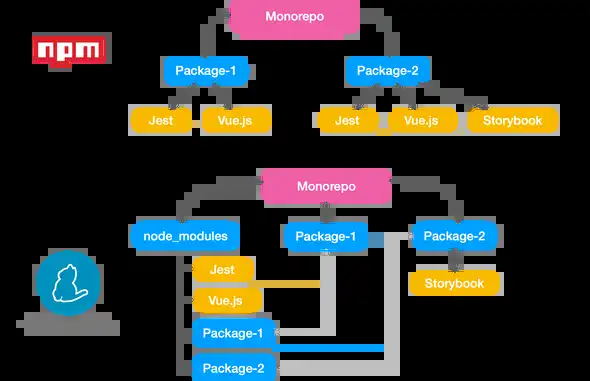 Monorepo
npm
Package-1 Package-2
Jest Vue.js Jest Vue.js Storybook
Monorepo
node_modules Package-1 Package-2
Jest
Storybook
Vue.js
Package-1
Package-2